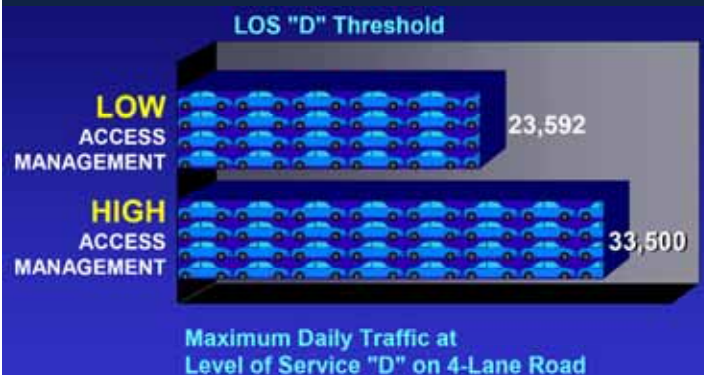 LOS "D" Threshold
LOW
ACCESS
MANAGEMENT
23,592
HIGH
ACCESS
MANAGEMENT
33,500
Maximum Daily Traffic at
Level of Service "D" on 4-Lane Road